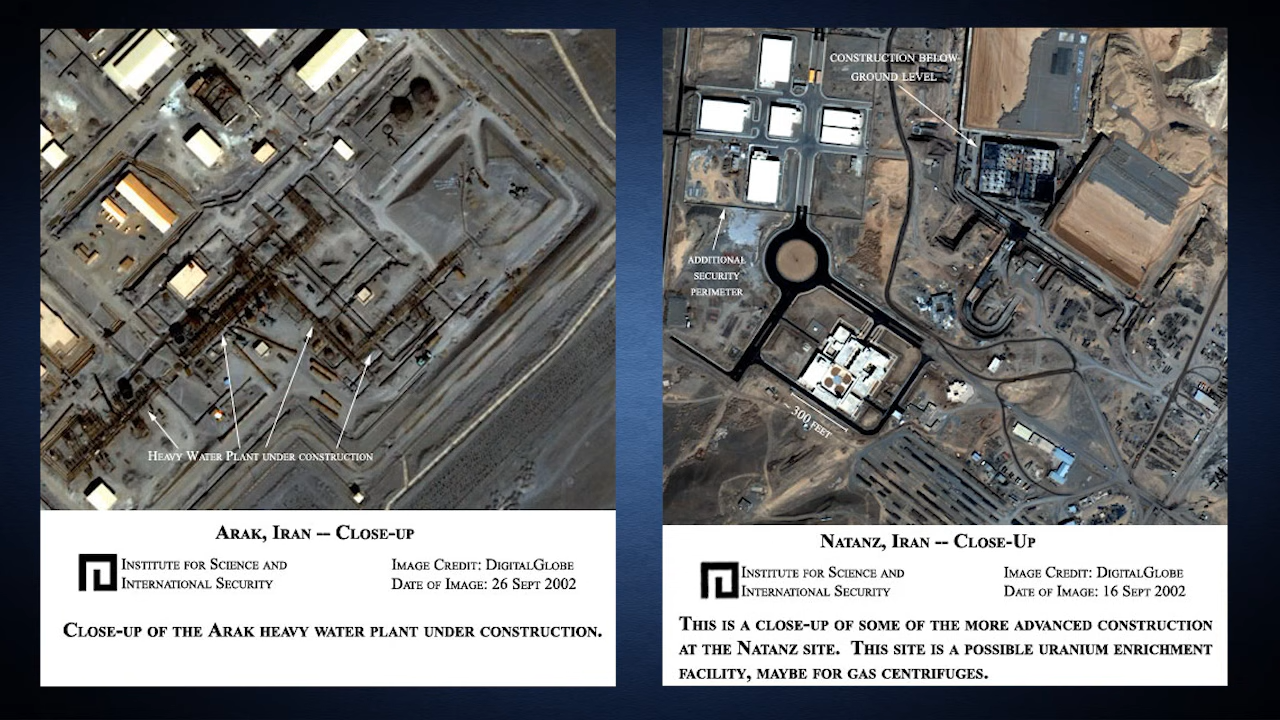 Heavy Water Plant under construction
Arak, Iran -- Close-up
Institute for Science and
International Security
Image Credit: DigitalGlobe
Date of Image: 26 Sept 2002
Close-up of the Arak heavy water plant under construction.
Construction below
ground level
Additional
security
perimeter
~ 300 feet
Natanz, Iran -- Close-Up
Institute for Science and
International Security
Image Credit: DigitalGlobe
Date of Image: 16 Sept 2002
This is a close-up of some of the more advanced construction
at the Natanz site. This site is a possible uranium enrichment
facility, maybe for gas centrifuges.